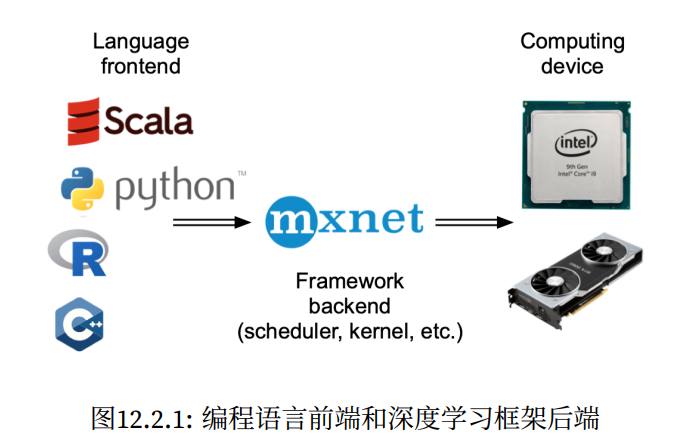 Language
frontend
Computing
device
Scala
python™
R
C++
mxnet
intel
9th Gen
Intel® Core™ i9
Framework
backend
(scheduler, kernel, etc.)
图12.2.1: 编程语言前端和深度学习框架后端